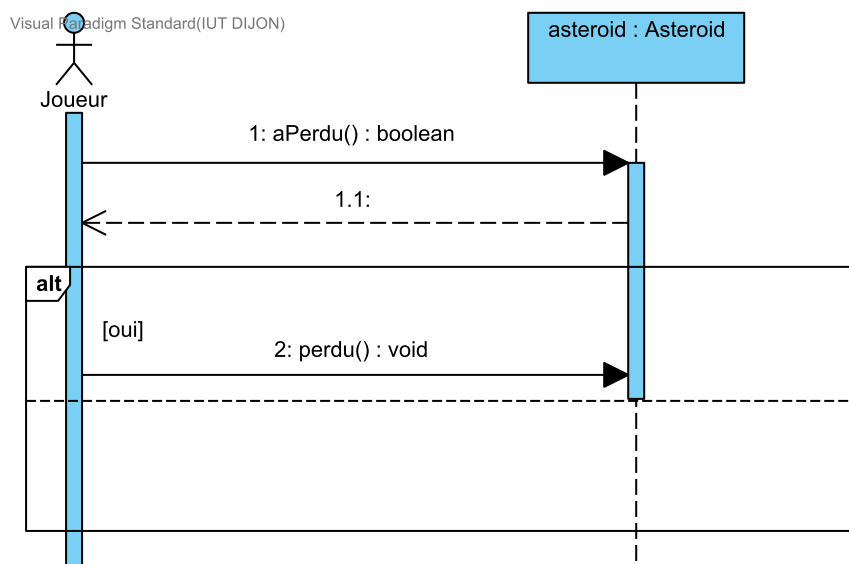 Visual Paradigm Standard(IUT DIJON)
asteroid : Asteroid
Joueur
1: aPerdu() : boolean
1.1:
alt
[oui]
2: perdu() : void